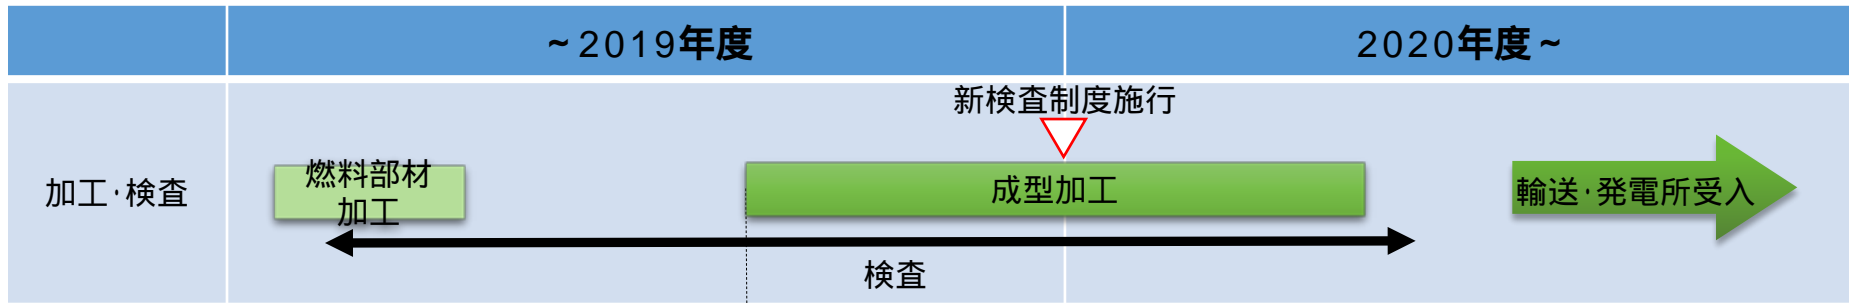 ~2019年度
2020年度~
新検査制度施行
加工・検査
燃料部材
加工
成型加工
輸送・発電所受入
検査